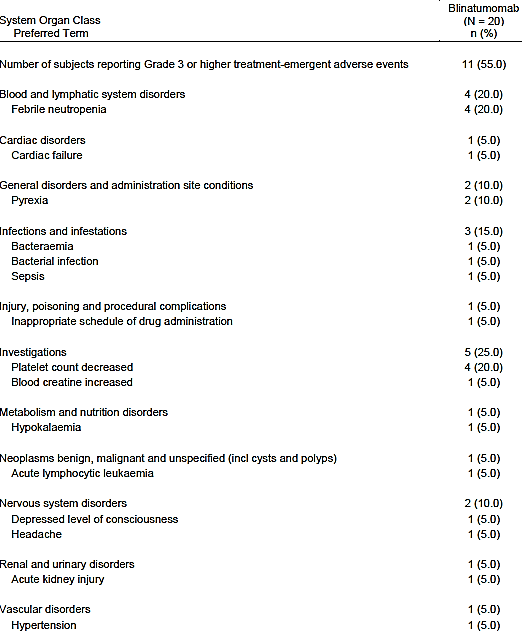 Blinatumomab
System Organ Class (N = 20)
Preferred Term n (%)
Number of subjects reporting Grade 3 or higher treatment-emergent adverse events 11 (55.0)
Blood and lymphatic system disorders 4 (20.0)
Febrile neutropenia 4 (20.0)
Cardiac disorders 1 (5.0)
Cardiac failure 1 (5.0)
General disorders and administration site conditions 2 (10.0)
Pyrexia 2 (10.0)
Infections and infestations 3 (15.0)
Bacteraemia 1 (5.0)
Bacterial infection 1 (5.0)
Sepsis 1 (5.0)
Injury, poisoning and procedural complications 1 (5.0)
Inappropriate schedule of drug administration 1 (5.0)
Investigations 5 (25.0)
Platelet count decreased 4 (20.0)
Blood creatine increased 1 (5.0)
Metabolism and nutrition disorders 1 (5.0)
Hypokalaemia 1 (5.0)
Neoplasms benign, malignant and unspecified (incl cysts and polyps) 1 (5.0)
Acute lymphocytic leukaemia 1 (5.0)
Nervous system disorders 2 (10.0)
Depressed level of consciousness 1 (5.0)
Headache 1 (5.0)
Renal and urinary disorders 1 (5.0)
Acute kidney injury 1 (5.0)
Vascular disorders 1 (5.0)
Hypertension 1 (5.0)